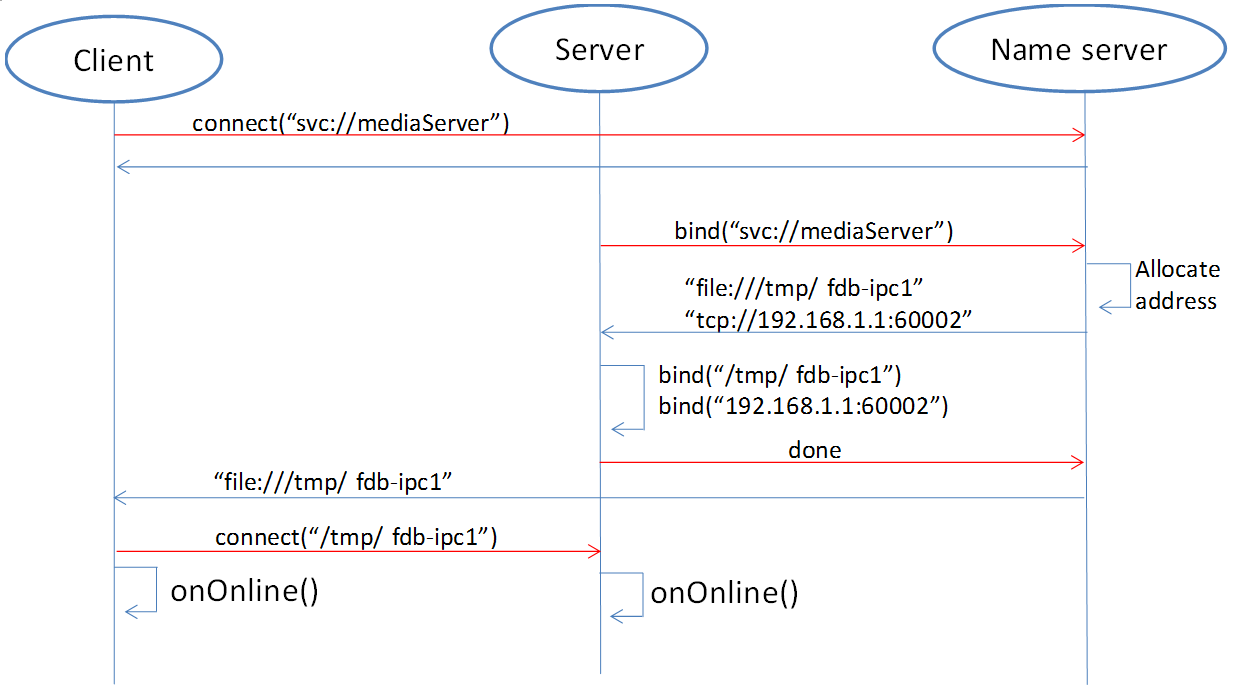 Client
Server
Name server
connect(“svc://mediaServer”)
bind(“svc://mediaServer”)
Allocate
address
“file:///tmp/ fdb-ipc1”
“tcp://192.168.1.1:60002”
bind(“/tmp/ fdb-ipc1”)
bind(“192.168.1.1:60002”)
done
“file:///tmp/ fdb-ipc1”
connect(“/tmp/ fdb-ipc1”)
onOnline()
onOnline()